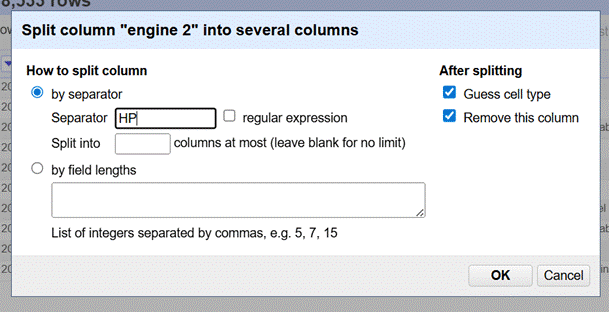 8,333 rows
Split column "engine 2" into several columns
How to split column
After splitting
by separator
Guess cell type
Separator HP regular expression
Remove this column
Split into columns at most (leave blank for no limit)
by field lengths
List of integers separated by commas, e.g. 5, 7, 15
OK Cancel